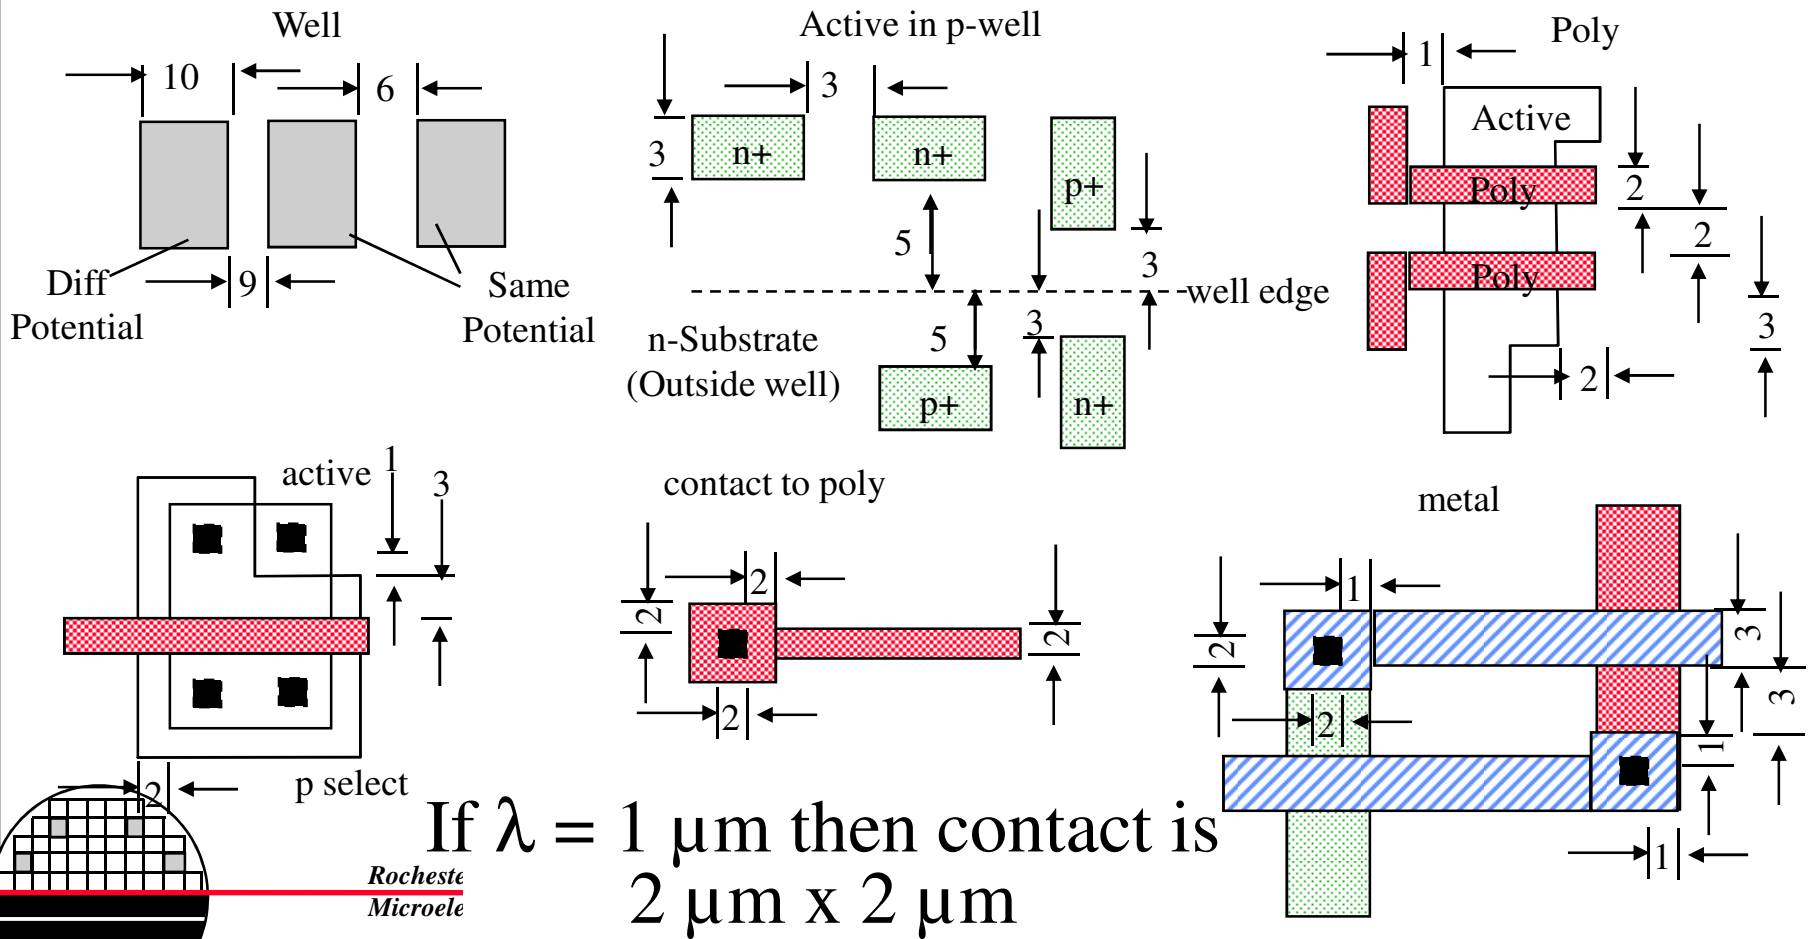 Well
10
6
9
Diff
Potential
Same
Potential
Active in p-well
3
3
n+
n+
p+
5
3
well edge
n-Substrate
(Outside well)
5
3
p+
n+
Poly
1
Active
Poly
2
2
Poly
3
2
active
1
3
p select
2
contact to poly
2
2
2
2
metal
1
2
3
3
2
1
1
If λ = 1 μm then contact is
2 μm x 2 μm
Rocheste
Microele